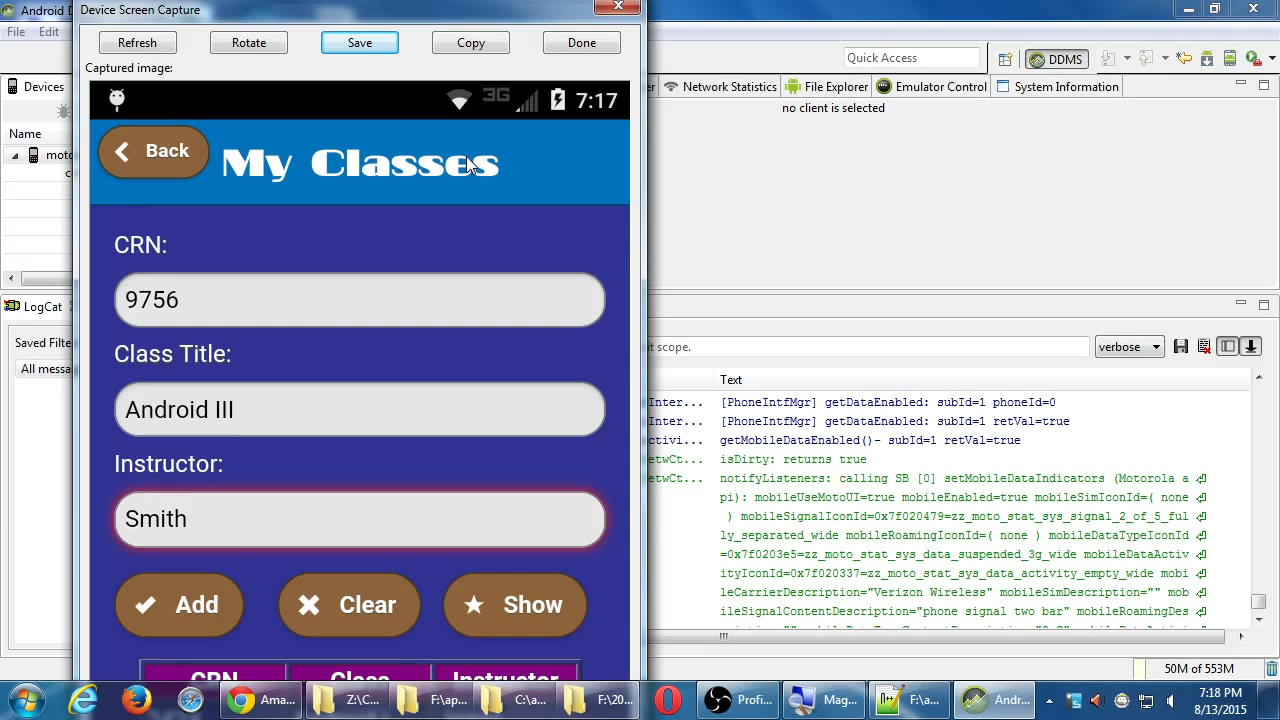 Android D
Device Screen Capture
File Edit
Refresh Rotate Save Copy Done
Quick Access
DDMS
Captured image:
Devices
Network Statistics File Explorer Emulator Control System Information
no client is selected
Name
3G 7:17
Back
My Classes
CRN:
9756
Class Title:
Android III
Instructor:
Smith
Add Clear Show
CRN Class Instructor
LogCat
Saved Filte
it scope.
verbose
All messa
Text
Inter... [PhoneIntfMgr] getDataEnabled: subId=1 phoneId=0
Inter... [PhoneIntfMgr] getDataEnabled: subId=1 retVal=true
ctivi... getMobileDataEnabled()- subId=1 retVal=true
etwCt... isDirty: returns true
etwCt... notifyListeners: calling SB [0] setMobileDataIndicators (Motorola a
pi): mobileUseMotoUI=true mobileEnabled=true mobileSimIconId=( none
) mobileSignalIconId=0x7f020479=zz_moto_stat_sys_signal_2_of_5_ful
ly_separated_wide mobileRoamingIconId=( none ) mobileDataTypeIconId
=0x7f0203e5=zz_moto_stat_sys_data_suspended_3g_wide mobileDataActiv
ityIconId=0x7f020337=zz_moto_stat_sys_data_activity_empty_wide mobi
leCarrierDescription="Verizon Wireless" mobileSimDescription="" mob
ileSignalContentDescription="phone signal two bar" mobileRoamingDes
50M of 553M
Ama... Z:\C... F:\ap... C:\a... F:\20... Profi... Mag... F:\a... Andr...
7:18 PM
8/13/2015